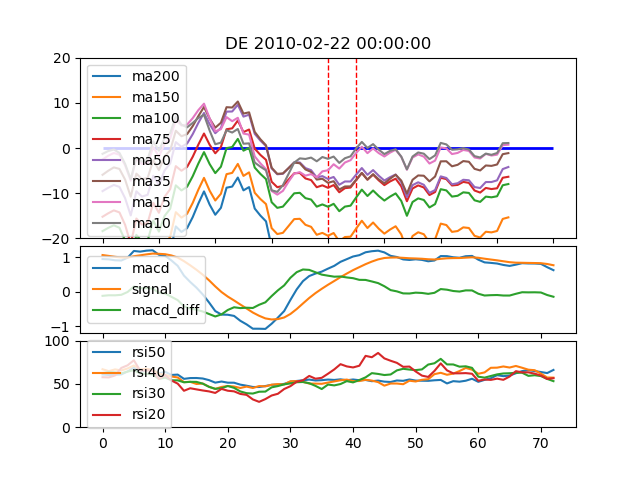 DE 2010-02-22 00:00:00
20
10
0
−10
−20
ma200
ma150
ma100
ma75
ma50
ma35
ma15
ma10
1
0
−1
macd
signal
macd_diff
100
50
0
rsi50
rsi40
rsi30
rsi20
0 10 20 30 40 50 60 70